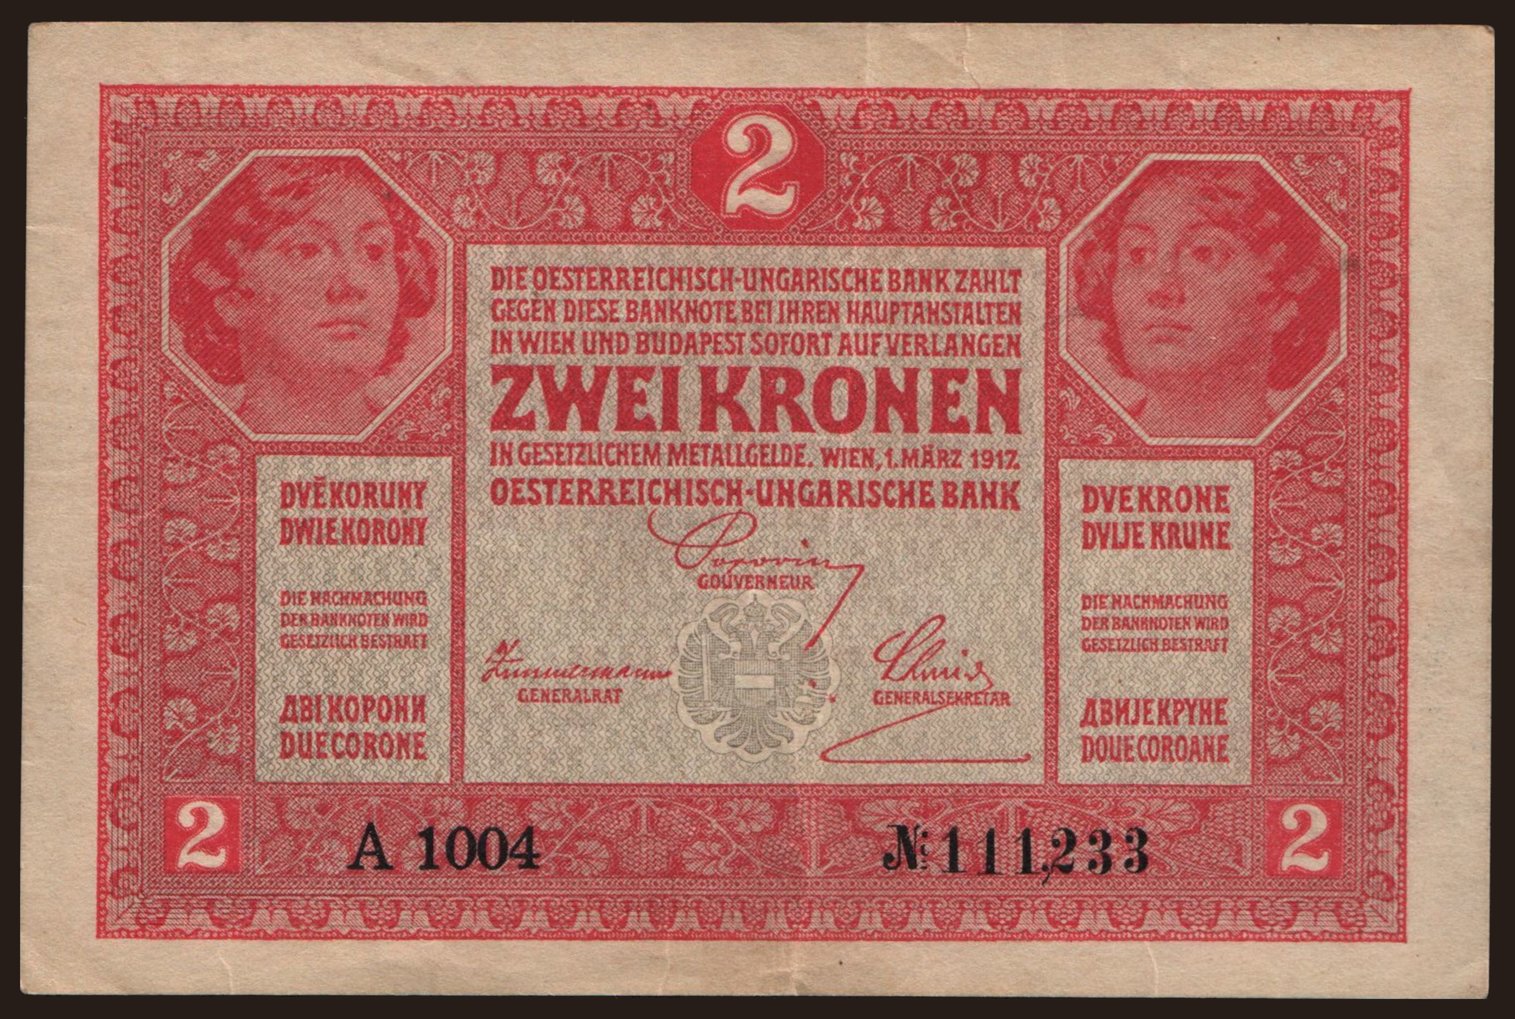 2
DIE OESTERREICHISCH-UNGARISCHE BANK ZAHLT
GEGEN DIESE BANKNOTE BEI IHREN HAUPTANSTALTEN
IN WIEN UND BUDAPEST SOFORT AUF VERLANGEN
ZWEI KRONEN
IN GESETZLICHEM METALLGELDE. WIEN, 1. MÄRZ 1917.
OESTERREICHISCH-UNGARISCHE BANK
Popovics
GOUVERNEUR
Zimmermann
GENERALRAT
Schmid
GENERALSEKRETÄR
DVĚ KORUNY
DWIE KORONY
DIE NACHMACHUNG
DER BANKNOTEN WIRD
GESETZLICH BESTRAFT
ДВІ КОРОНИ
DUE CORONE
DVE KRONE
DVIJE KRUNE
DIE NACHMACHUNG
DER BANKNOTEN WIRD
GESETZLICH BESTRAFT
ДВИЈЕ КРУНЕ
DOUE COROANE
2
A 1004
№ 111,233
2